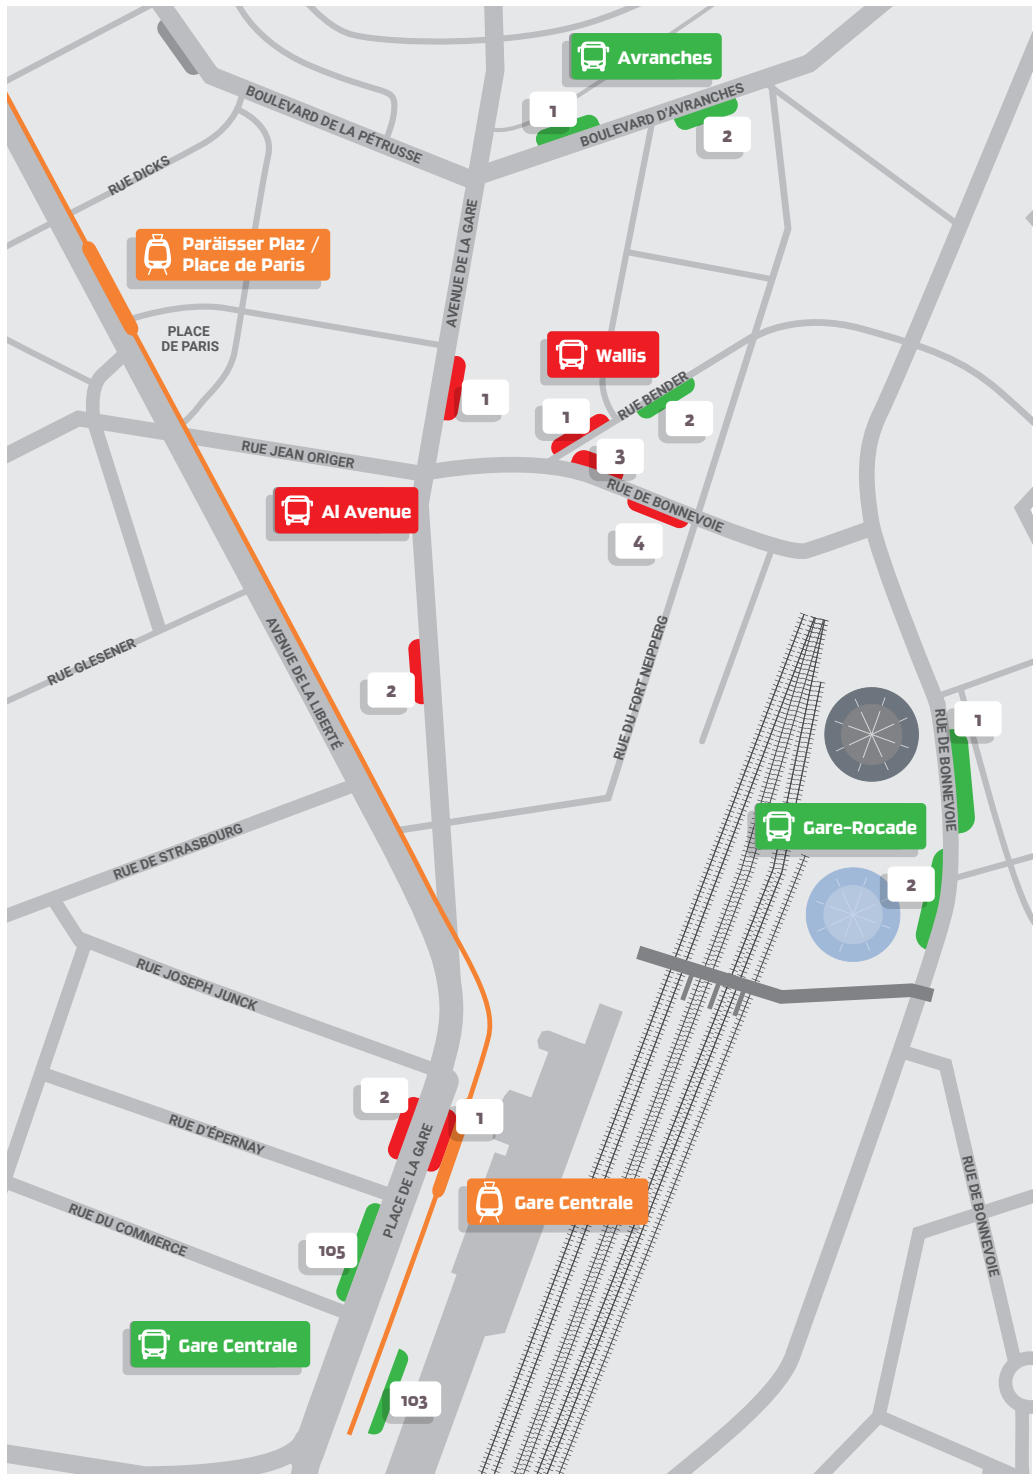 Avranches
1
BOULEVARD D'AVRANCHES
2
BOULEVARD DE LA PÉTRUSSE
RUE DICKS
AVENUE DE LA GARE
Paräisser Plaz /
Place de Paris
PLACE
DE PARIS
Wallis
1
RUE BENDER
1
2
RUE JEAN ORIGER
3
RUE DE BONNEVOIE
Al Avenue
4
RUE GLESENER
AVENUE DE LA LIBERTÉ
2
RUE DU FORT NEIPPERG
1
RUE DE BONNEVOIE
Gare-Rocade
RUE DE STRASBOURG
2
RUE JOSEPH JUNCK
2
1
RUE D'ÉPERNAY
PLACE DE LA GARE
Gare Centrale
RUE DE BONNEVOIE
RUE DU COMMERCE
105
Gare Centrale
103